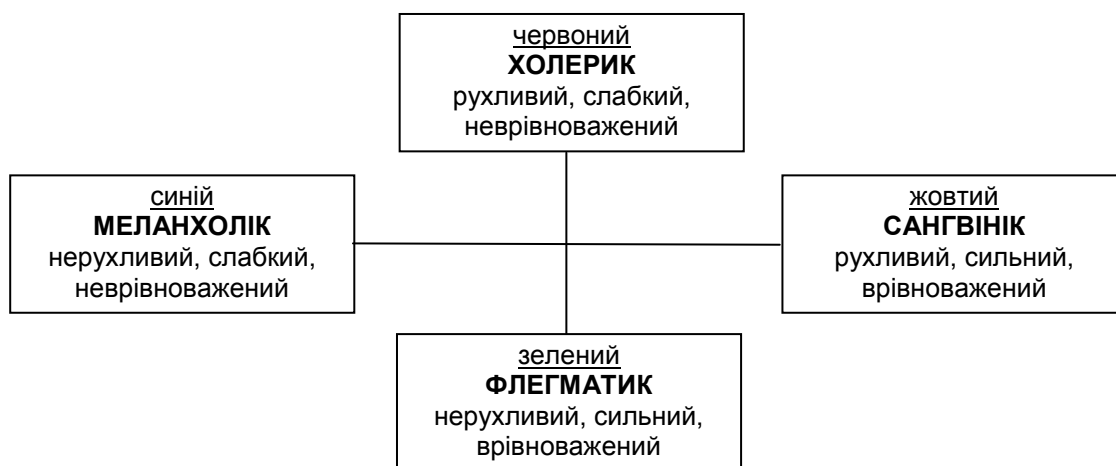 червоний
ХОЛЕРИК
рухливий, слабкий,
неврівноважений
синій
МЕЛАНХОЛІК
нерухливий, слабкий,
неврівноважений
жовтий
САНГВІНІК
рухливий, сильний,
врівноважений
зелений
ФЛЕГМАТИК
нерухливий, сильний,
врівноважений